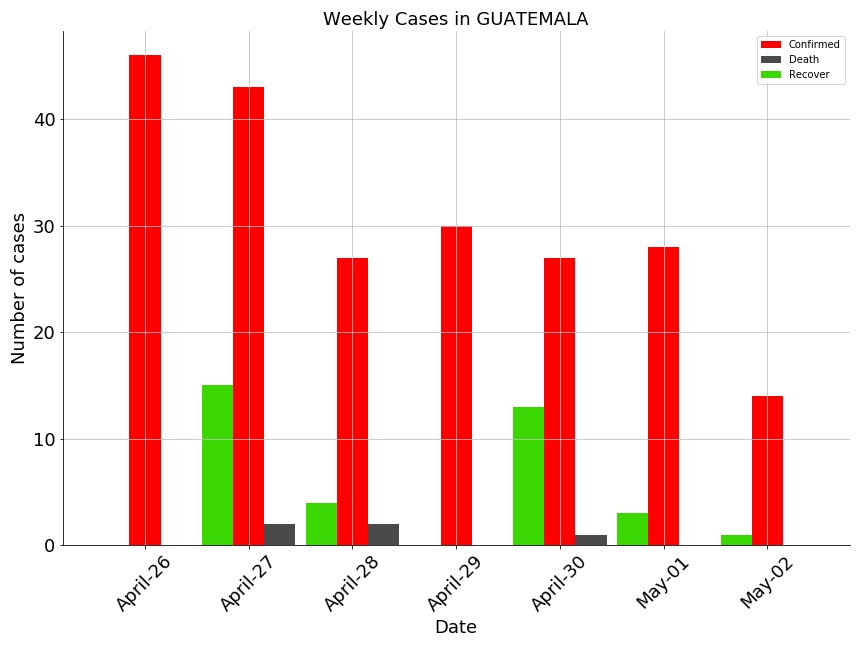 Weekly Cases in GUATEMALA
Confirmed
Death
Recover
Number of cases
40
30
20
10
0
April-26
April-27
April-28
April-29
April-30
May-01
May-02
Date